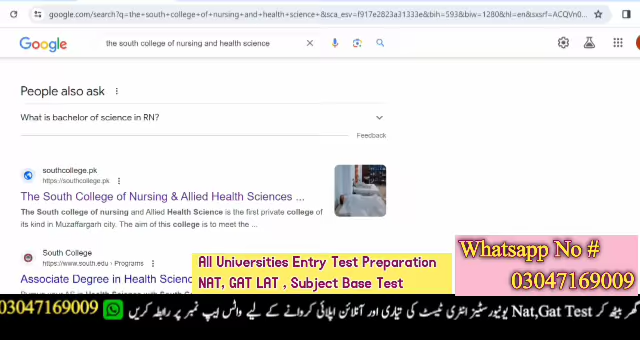 google.com/search?q=the+south+college+of+nursing+and+health+science+&sca_esv=f917e2823a31333e&bih=593&biw=1280&hl=en&sxsrf=ACQVn0...
Google
the south college of nursing and health science
People also ask
What is bachelor of science in RN?
Feedback
southcollege.pk
https://southcollege.pk
The South College of Nursing & Allied Health Sciences ...
The South college of nursing and Allied Health Science is the first private college of
its kind in Muzaffargarh city. The aim of this college is to meet the ...
South College
https://www.south.edu › Programs
Associate Degree in Health Scienc
All Universities Entry Test Preparation
NAT, GAT LAT , Subject Base Test
Whatsapp No #
03047169009
گھر بیٹھ کر Nat,Gat Test یونیورسٹیز انٹری ٹیسٹ کی تیاری اور آنلائن اپلائی کروانے کے لیے واٹس ایپ نمبر پر رابطہ کریں 03047169009